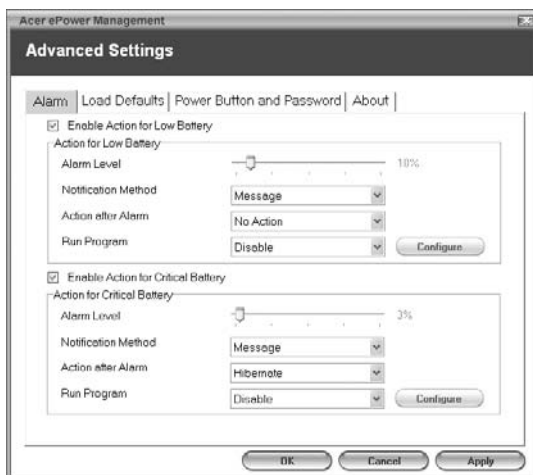 Acer ePower Management
Advanced Settings
Alarm Load Defaults Power Button and Password About
Enable Action for Low Battery
Action for Low Battery
Alarm Level 10%
Notification Method Message
Action after Alarm No Action
Run Program Disable Configure
Enable Action for Critical Battery
Action for Critical Battery
Alarm Level 3%
Notification Method Message
Action after Alarm Hibernate
Run Program Disable Configure
OK Cancel Apply